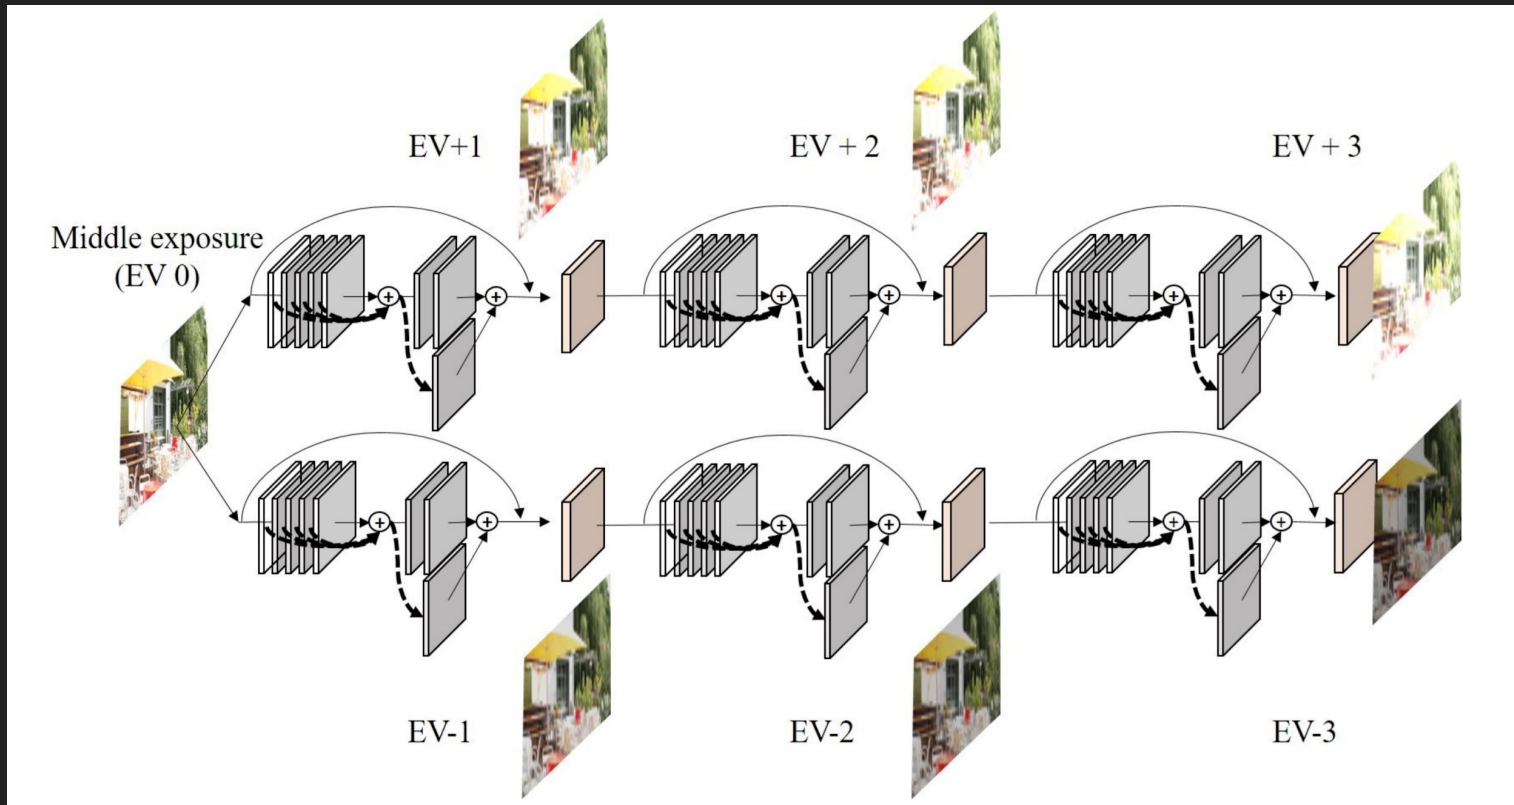 EV+1
EV + 2
EV + 3
Middle exposure
(EV 0)
EV-1
EV-2
EV-3